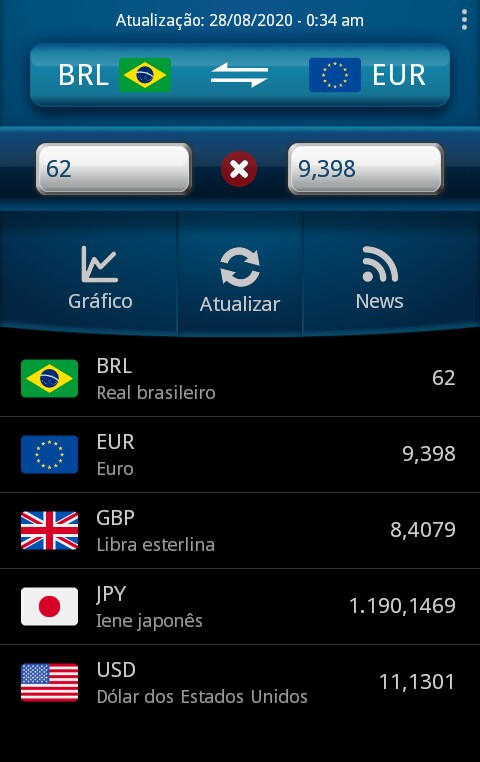 Atualização: 28/08/2020 - 0:34 am
BRL EUR
62 9,398
Gráfico Atualizar News
BRL
Real brasileiro
62
EUR
Euro
9,398
GBP
Libra esterlina
8,4079
JPY
Iene japonês
1.190,1469
USD
Dólar dos Estados Unidos
11,1301